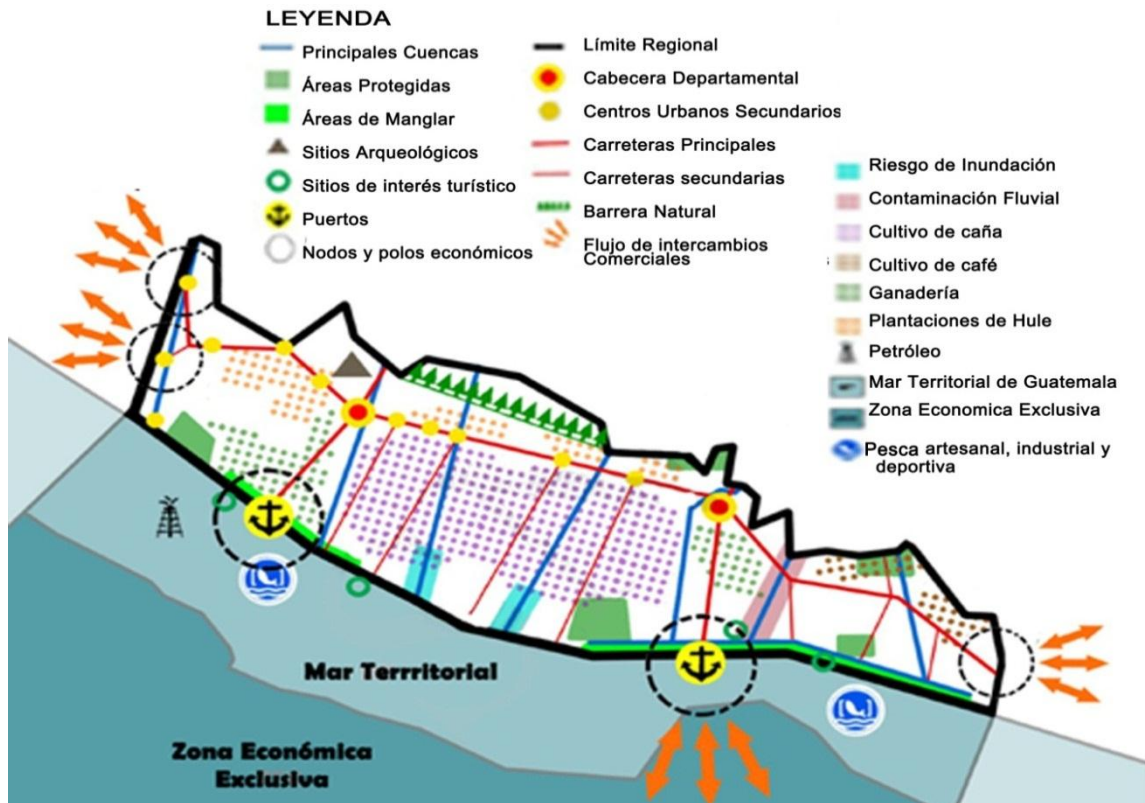 LEYENDA
Principales Cuencas
Áreas Protegidas
Áreas de Manglar
Sitios Arqueológicos
Sitios de interés turístico
Puertos
Nodos y polos económicos
Límite Regional
Cabecera Departamental
Centros Urbanos Secundarios
Carreteras Principales
Carreteras secundarias
Barrera Natural
Flujo de intercambios
Comerciales
Riesgo de Inundación
Contaminación Fluvial
Cultivo de caña
Cultivo de café
Ganadería
Plantaciones de Hule
Petróleo
Mar Territorial de Guatemala
Zona Economica Exclusiva
Pesca artesanal, industrial y
deportiva
Mar Terrritorial
Zona Económica
Exclusiva